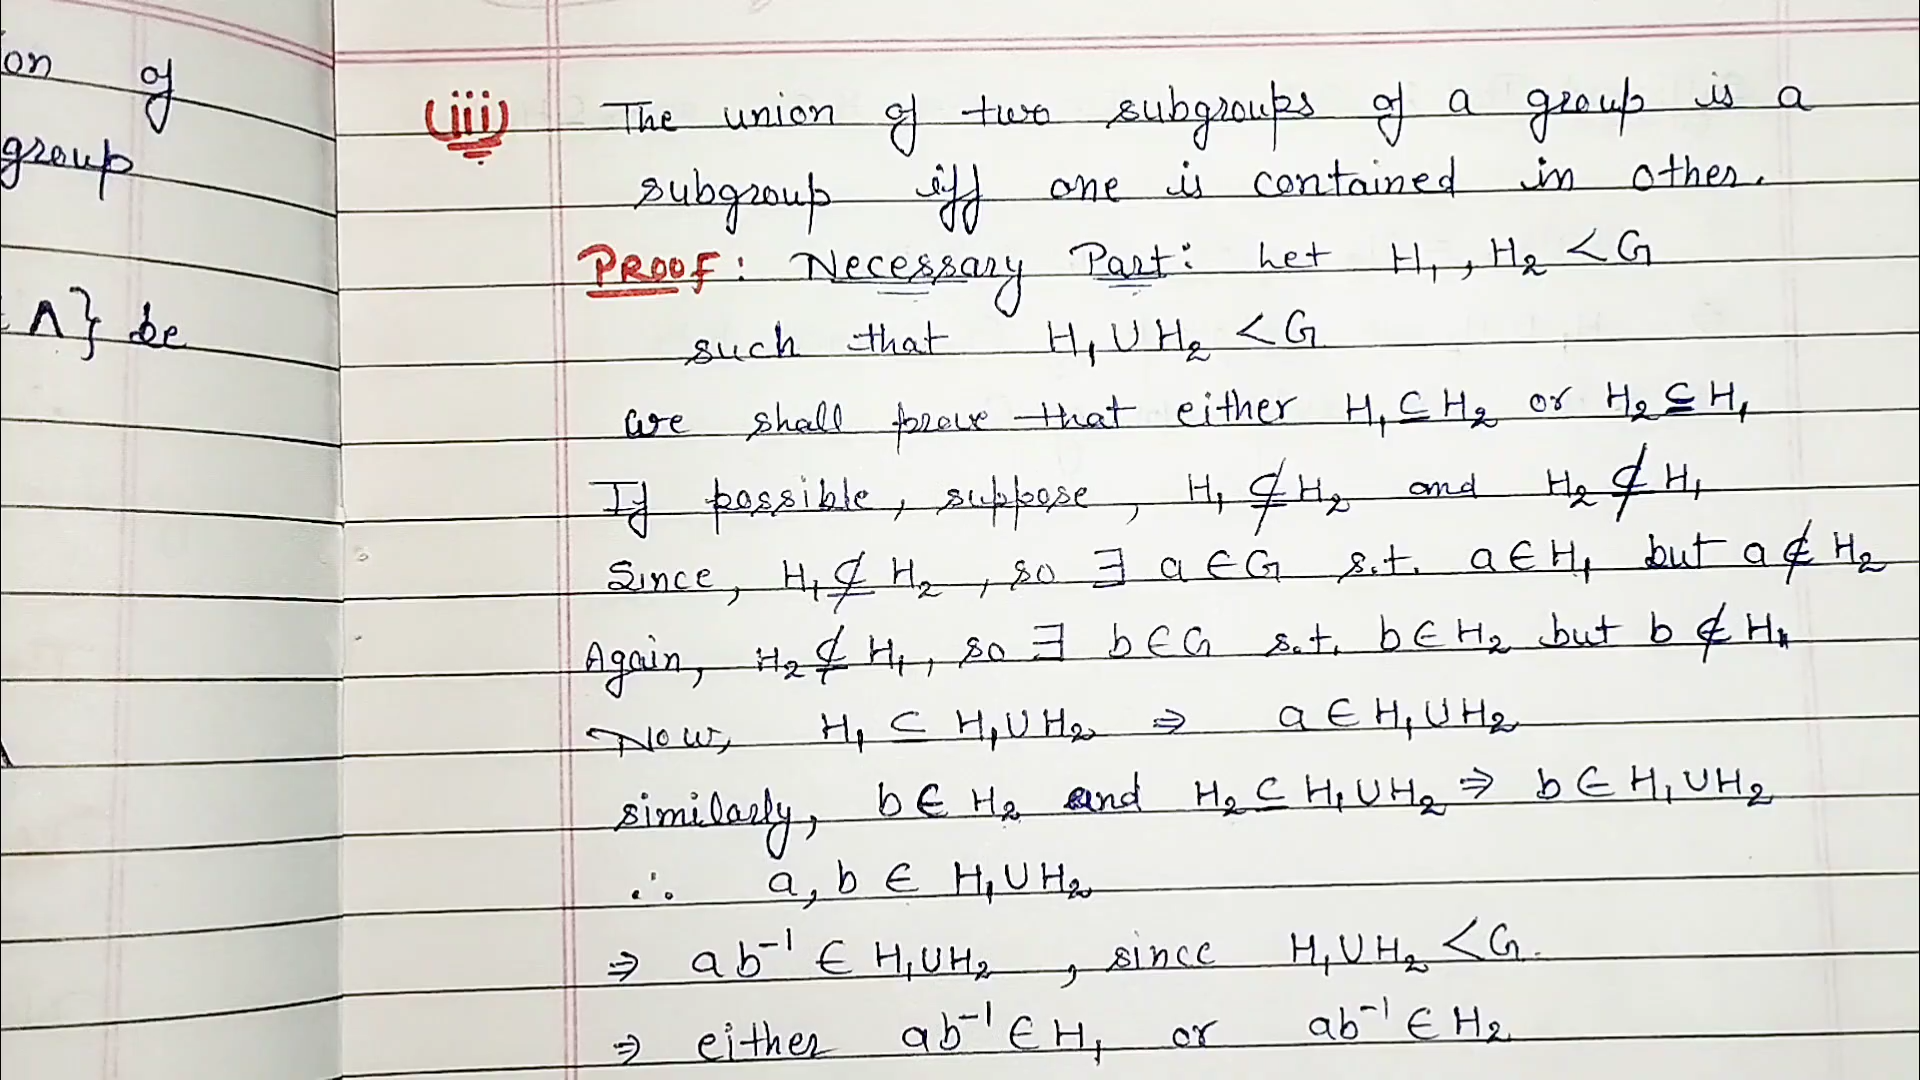 on of
group
∧} be
(iii) The union of two subgroups of a group is a
subgroup iff one is contained in other.
PROOF: Necessary Part: Let H₁, H₂ < G
such that H₁∪H₂ < G
we shall prove that either H₁⊆H₂ or H₂⊆H₁
If possible, suppose, H₁⊄H₂ and H₂⊄H₁
Since, H₁⊈H₂, so ∃ a∈G s.t. a∈H₁ but a∉H₂
Again, H₂⊈H₁, so ∃ b∈G s.t. b∈H₂ but b∉H₁
Now, H₁⊆H₁∪H₂ ⇒ a∈H₁∪H₂
similarly, b∈H₂ and H₂⊆H₁∪H₂ ⇒ b∈H₁∪H₂
∴ a, b ∈ H₁∪H₂
⇒ ab⁻¹ ∈ H₁∪H₂, since H₁∪H₂ < G.
⇒ either ab⁻¹∈H₁ or ab⁻¹∈H₂